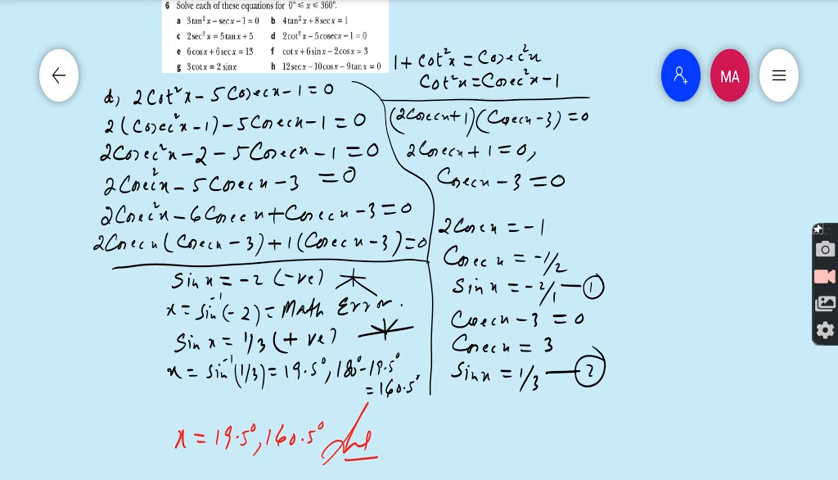 6 Solve each of these equations for 0° ≤ x ≤ 360°.
a 3tan²x – secx – 1 = 0 b 4tan²x + 8secx = 1
c 2sec²x = 5tanx + 5 d 2cot²x – 5cosecx – 1 = 0
e 6cosx + 6secx = 13 f cotx + 6sinx – 2cosx = 3
g 3cotx = 2sinx h 12secx – 10cosx – 9tanx = 0
d, 2Cot²x – 5Cosecx – 1 = 0
2(Cosec²x – 1) – 5Cosecx – 1 = 0
2Cosec²x – 2 – 5Cosecx – 1 = 0
2Cosec²x – 5Cosecx – 3 = 0
2Cosec²x – 6Cosecx + Cosecx – 3 = 0
2Cosecx(Cosecx – 3) + 1(Cosecx – 3) = 0
1 + Cot²x = Cosec²x
Cot²x = Cosec²x – 1
(2Cosecx + 1)(Cosecx – 3) = 0
2Cosecx + 1 = 0,
Cosecx – 3 = 0
2Cosecx = –1
Cosecx = –1/2
Sinx = –2/1 — ①
Cosecx – 3 = 0
Cosecx = 3
Sinx = 1/3 — ②
Sinx = –2 (–ve)
x = Sin⁻¹(–2) = Math Error.
Sinx = 1/3 (+ve)
x = Sin⁻¹(1/3) = 19.5°, 180° – 19.5°
= 160.5°
x = 19.5°, 160.5° Ans
MA